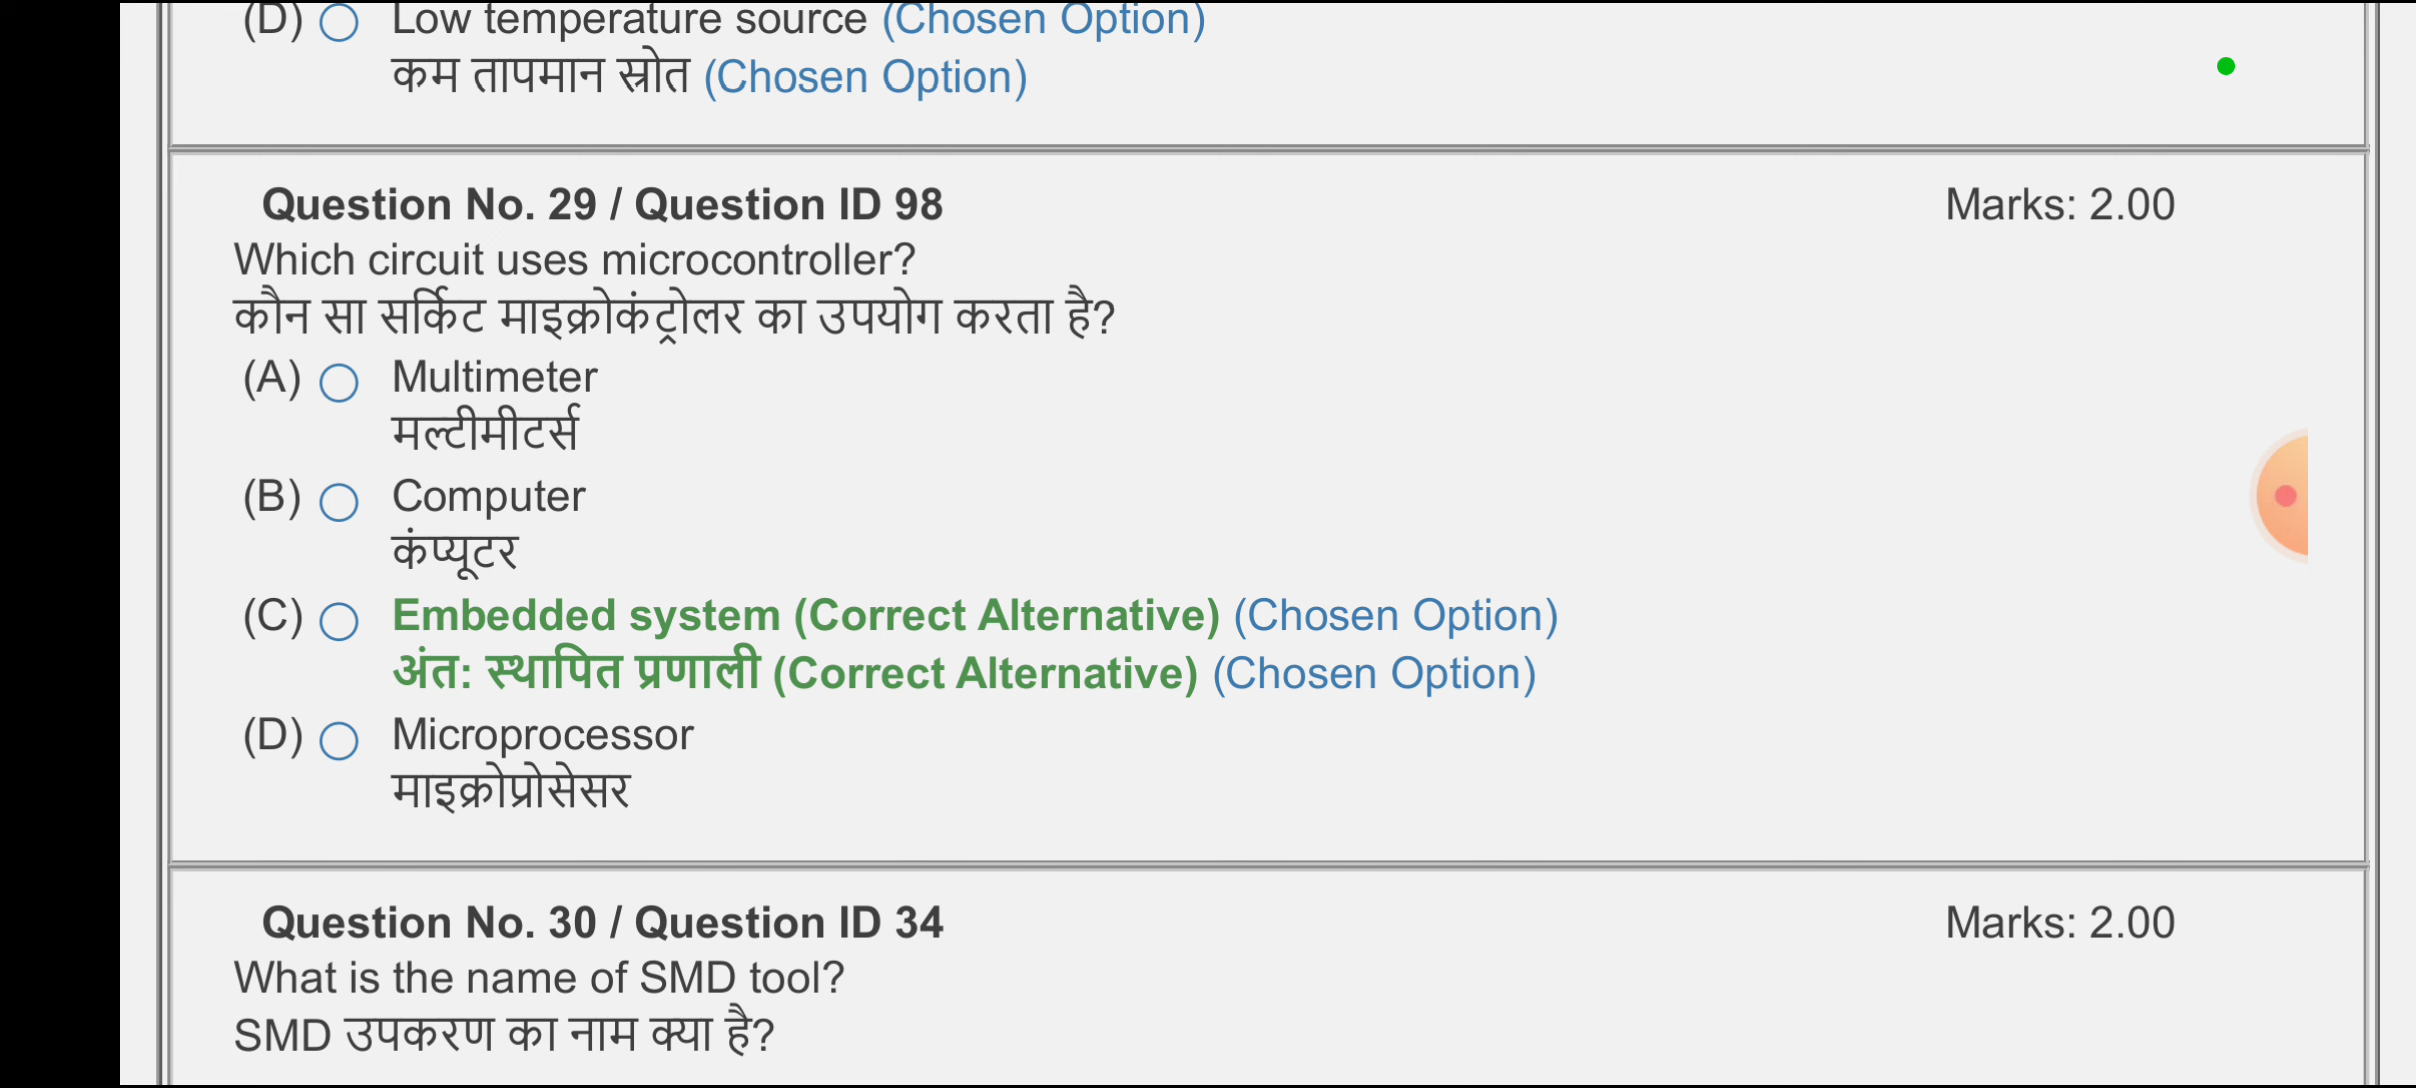 (D) Low temperature source (Chosen Option)
कम तापमान स्रोत (Chosen Option)
Question No. 29 / Question ID 98 Marks: 2.00
Which circuit uses microcontroller?
कौन सा सर्किट माइक्रोकंट्रोलर का उपयोग करता है?
(A) Multimeter
मल्टीमीटर्स
(B) Computer
कंप्यूटर
(C) Embedded system (Correct Alternative) (Chosen Option)
अंत: स्थापित प्रणाली (Correct Alternative) (Chosen Option)
(D) Microprocessor
माइक्रोप्रोसेसर
Question No. 30 / Question ID 34 Marks: 2.00
What is the name of SMD tool?
SMD उपकरण का नाम क्या है?